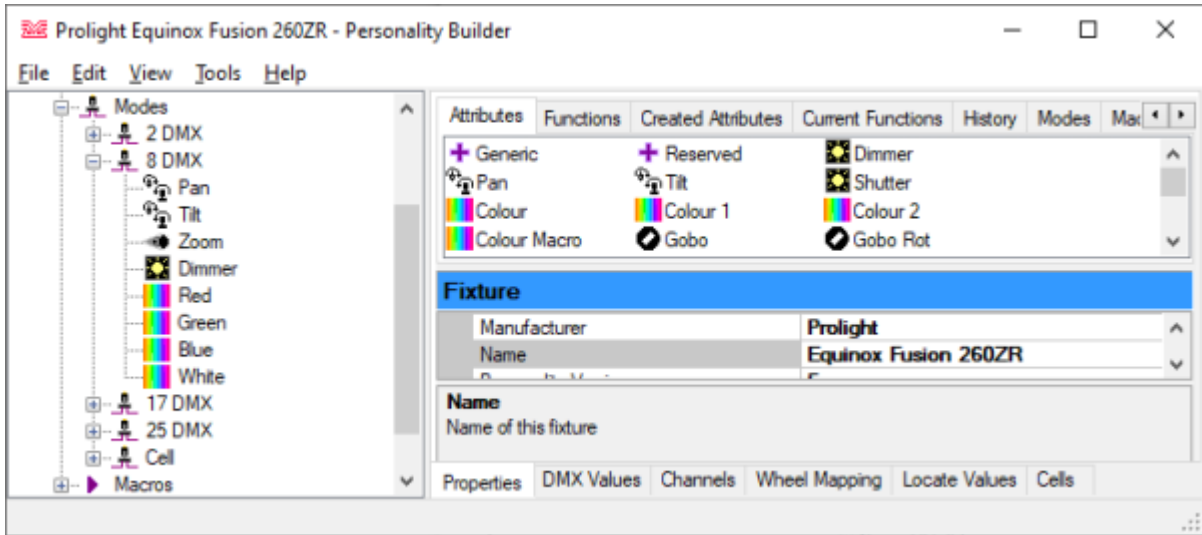 Prolight Equinox Fusion 260ZR - Personality Builder
File Edit View Tools Help
Modes
2 DMX
8 DMX
Pan
Tilt
Zoom
Dimmer
Red
Green
Blue
White
17 DMX
25 DMX
Cell
Macros
Attributes Functions Created Attributes Current Functions History Modes
Generic Reserved Dimmer
Pan Tilt Shutter
Colour Colour 1 Colour 2
Colour Macro Gobo Gobo Rot
Fixture
Manufacturer Prolight
Name Equinox Fusion 260ZR
Name
Name of this fixture
Properties DMX Values Channels Wheel Mapping Locate Values Cells